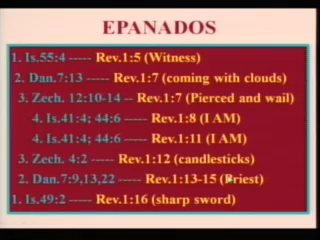 EPANADOS
1. Is.55:4 ----- Rev.1:5 (Witness)
2. Dan.7:13 ----- Rev.1:7 (coming with clouds)
3. Zech. 12:10-14 -- Rev.1:7 (Pierced and wail)
4. Is.41:4; 44:6 ----- Rev.1:8 (I AM)
4. Is.41:4; 44:6 ----- Rev.1:11 (I AM)
3. Zech. 4:2 ----- Rev.1:12 (candlesticks)
2. Dan.7:9,13,22 ----- Rev.1:13-15 (Priest)
1. Is.49:2 ----- Rev.1:16 (sharp sword)